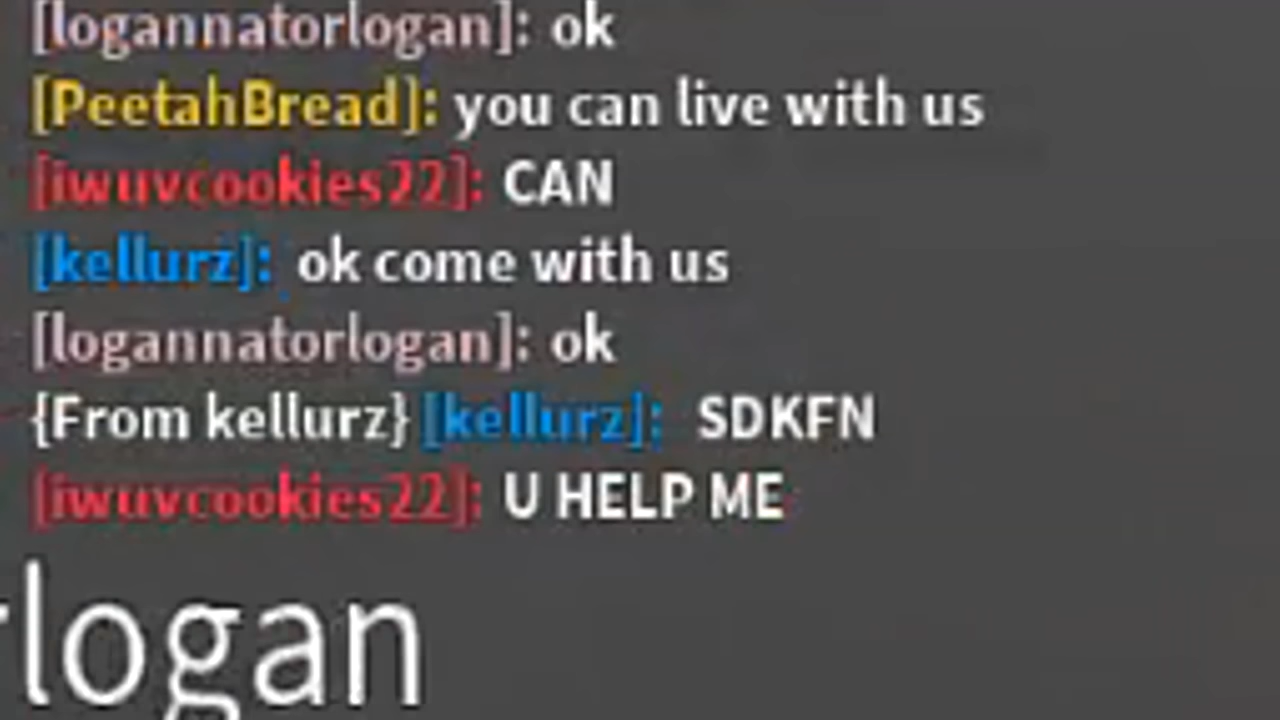 [logannatorlogan]: ok
[PeetahBread]: you can live with us
[iwuvcookies22]: CAN
[kellurz]: ok come with us
[logannatorlogan]: ok
{From kellurz} [kellurz]: SDKFN
[iwuvcookies22]: U HELP ME
rlogan